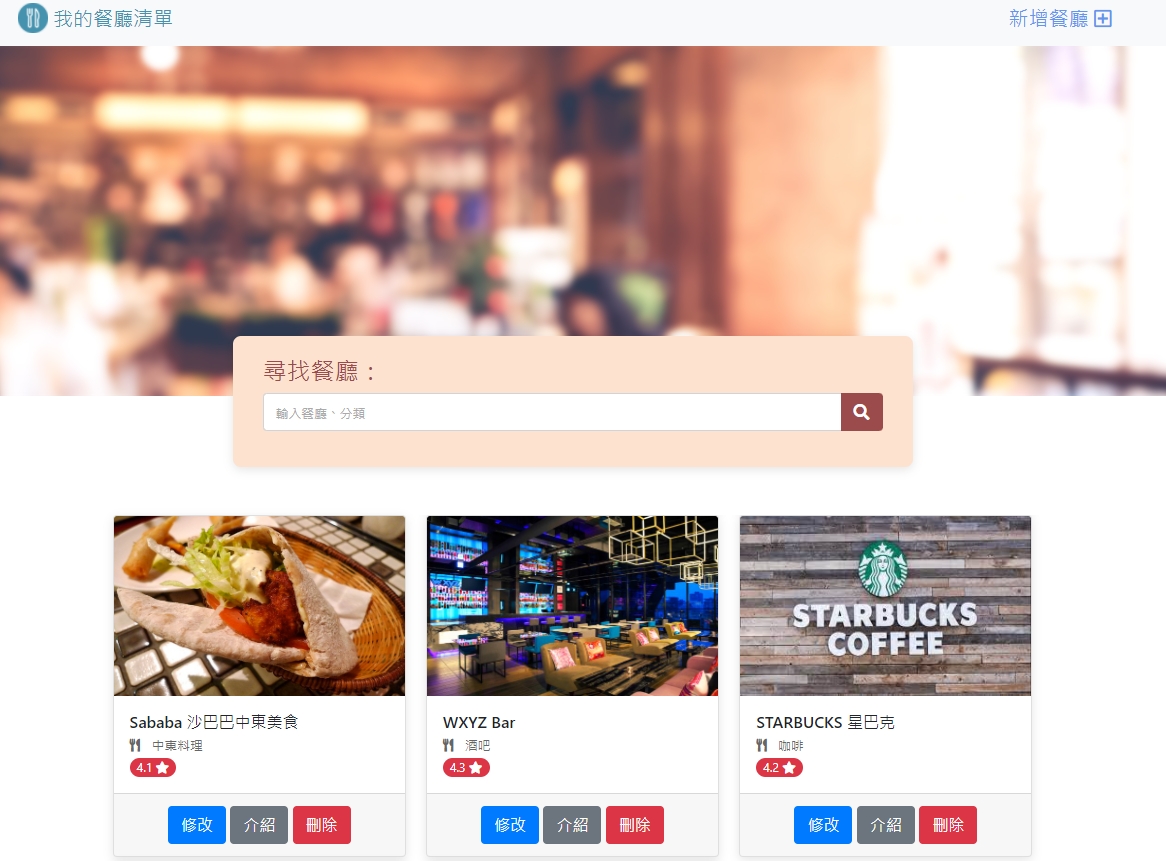 我的餐廳清單
新增餐廳
尋找餐廳：
輸入餐廳、分類
STARBUCKS
COFFEE
Sababa 沙巴巴中東美食
中東料理
4.1
修改 介紹 刪除
WXYZ Bar
酒吧
4.3
修改 介紹 刪除
STARBUCKS 星巴克
咖啡
4.2
修改 介紹 刪除